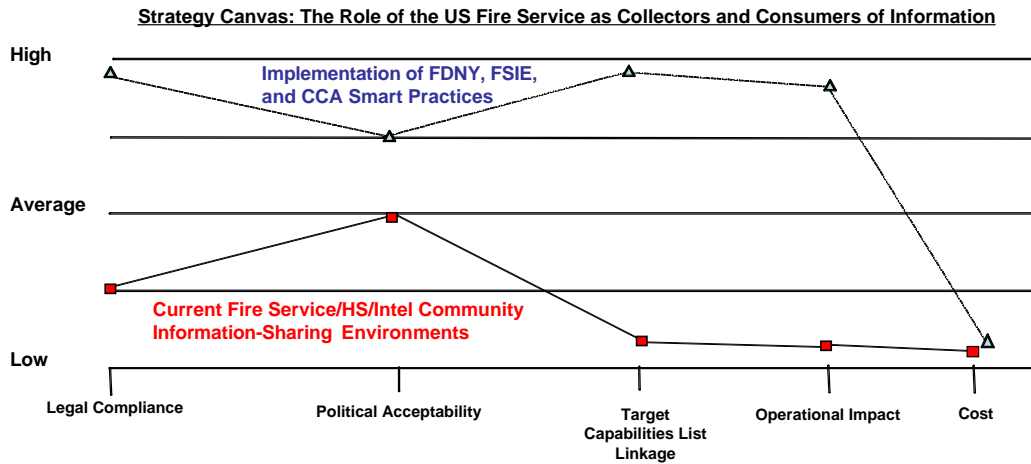 Strategy Canvas: The Role of the US Fire Service as Collectors and Consumers of Information
High
Implementation of FDNY, FSIE,
and CCA Smart Practices
Average
Current Fire Service/HS/Intel Community
Information-Sharing Environments
Low
Legal Compliance
Political Acceptability
Target
Capabilities List
Linkage
Operational Impact
Cost